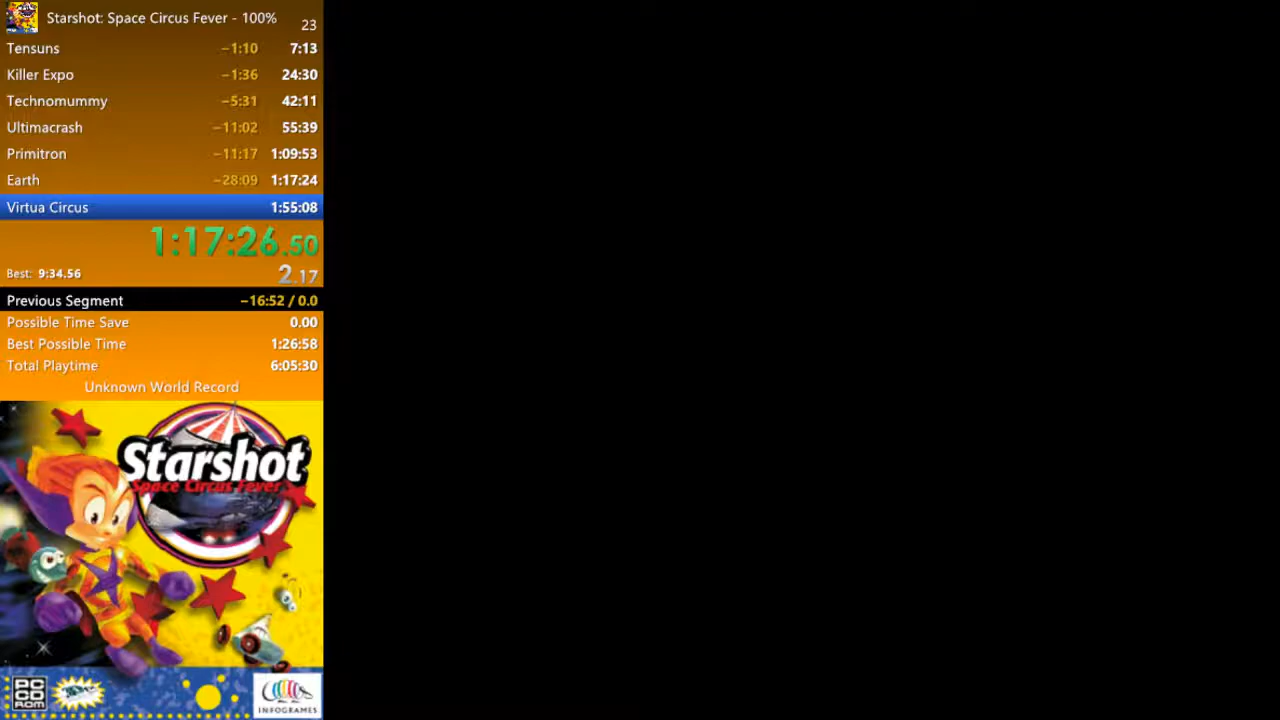 Starshot: Space Circus Fever - 100%
23
Tensuns −1:10 7:13
Killer Expo −1:36 24:30
Technomummy −5:31 42:11
Ultimacrash −11:02 55:39
Primitron −11:17 1:09:53
Earth −28:09 1:17:24
Virtua Circus 1:55:08
1:17:26.50
Best: 9:34.56 2.17
Previous Segment −16:52 / 0.0
Possible Time Save 0.00
Best Possible Time 1:26:58
Total Playtime 6:05:30
Unknown World Record
Starshot
Space Circus Fever
PC
CD
ROM
INFOGRAMES